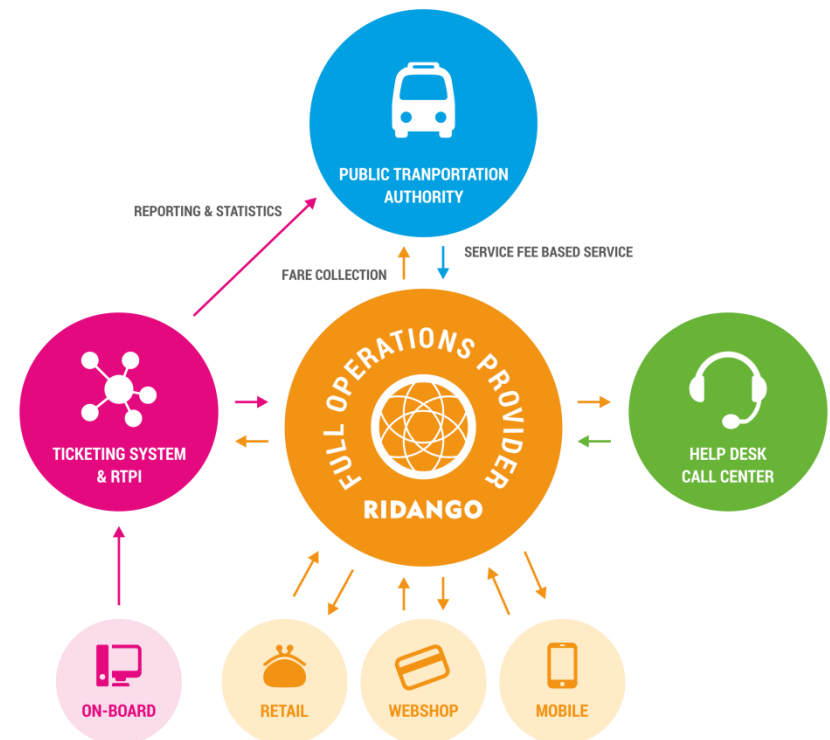 PUBLIC TRANPORTATION
AUTHORITY
REPORTING & STATISTICS
SERVICE FEE BASED SERVICE
FARE COLLECTION
FULL OPERATIONS PROVIDER
RIDANGO
TICKETING SYSTEM
& RTPI
HELP DESK
CALL CENTER
ON-BOARD
RETAIL
WEBSHOP
MOBILE